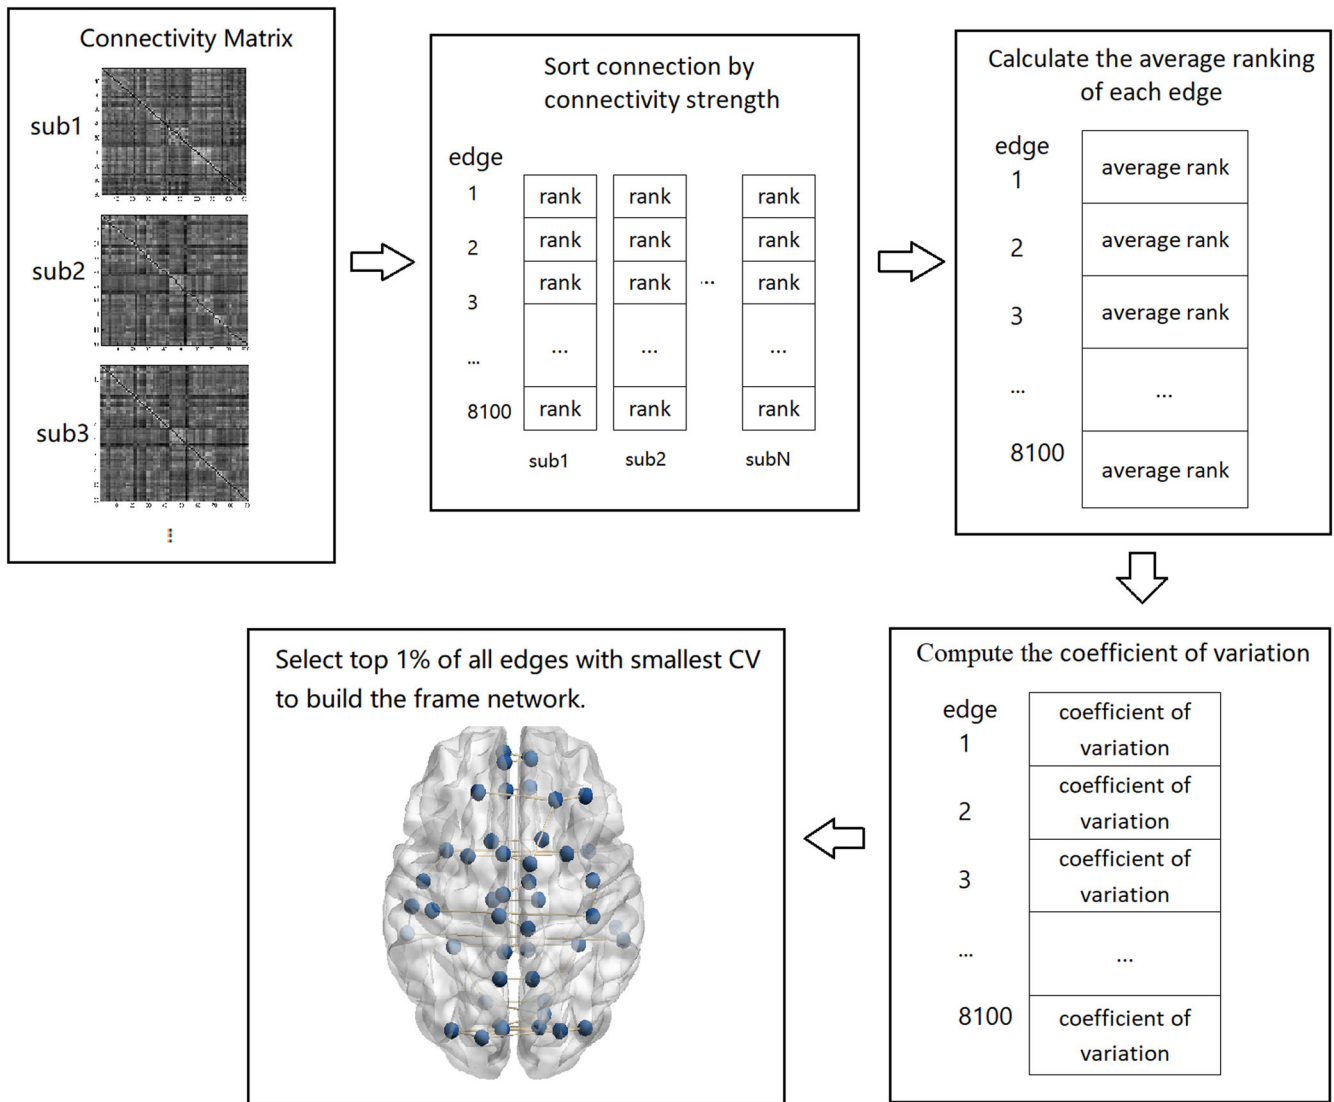 Connectivity Matrix
sub1
sub2
sub3
...
Sort connection by
connectivity strength
edge
1 rank rank rank
2 rank rank rank
3 rank rank ... rank
... ... ... ...
8100 rank rank rank
sub1 sub2 subN
Calculate the average ranking
of each edge
edge
1 average rank
2 average rank
3 average rank
... ...
8100 average rank
Compute the coefficient of variation
edge
1 coefficient of
variation
2 coefficient of
variation
3 coefficient of
variation
... ...
8100 coefficient of
variation
Select top 1% of all edges with smallest CV
to build the frame network.